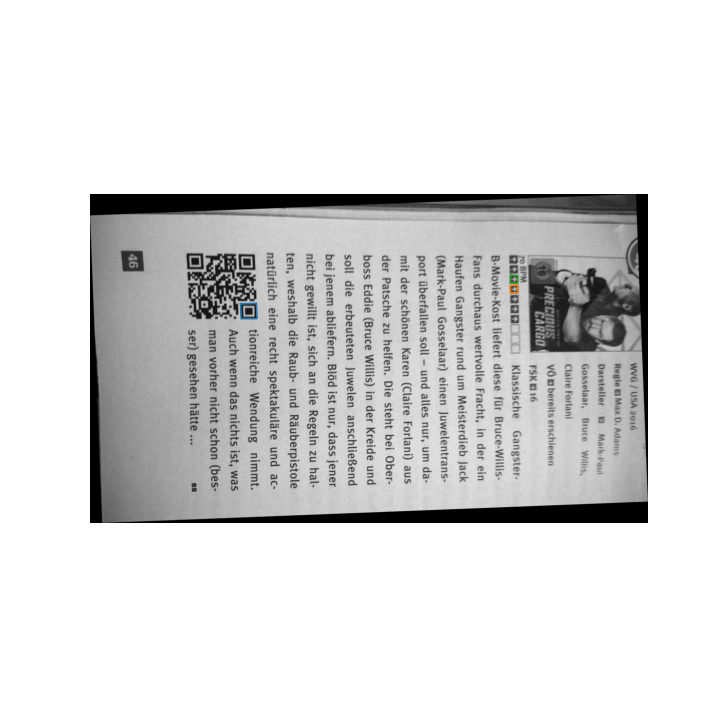 WVG / USA 2016
Regie Max D. Adams
Darsteller Mark-Paul
Gosselaar, Bruce Willis,
Claire Forlani
VÖ bereits erschienen
FSK 16
16
PRECIOUS
CARGO
70 BPM
Klassische Gangster-
B-Movie-Kost liefert diese für Bruce-Willis-
Fans durchaus wertvolle Fracht, in der ein
Haufen Gangster rund um Meisterdieb Jack
(Mark-Paul Gosselaar) einen Juwelentrans-
port überfallen soll – und alles nur, um da-
mit der schönen Karen (Claire Forlani) aus
der Patsche zu helfen. Die steht bei Ober-
boss Eddie (Bruce Willis) in der Kreide und
soll die erbeuteten Juwelen anschließend
bei jenem abliefern. Blöd ist nur, dass jener
nicht gewillt ist, sich an die Regeln zu hal-
ten, weshalb die Raub- und Räuberpistole
natürlich eine recht spektakuläre und ac-
tionreiche Wendung nimmt.
Auch wenn das nichts ist, was
man vorher nicht schon (bes-
ser) gesehen hätte ...
ss
46